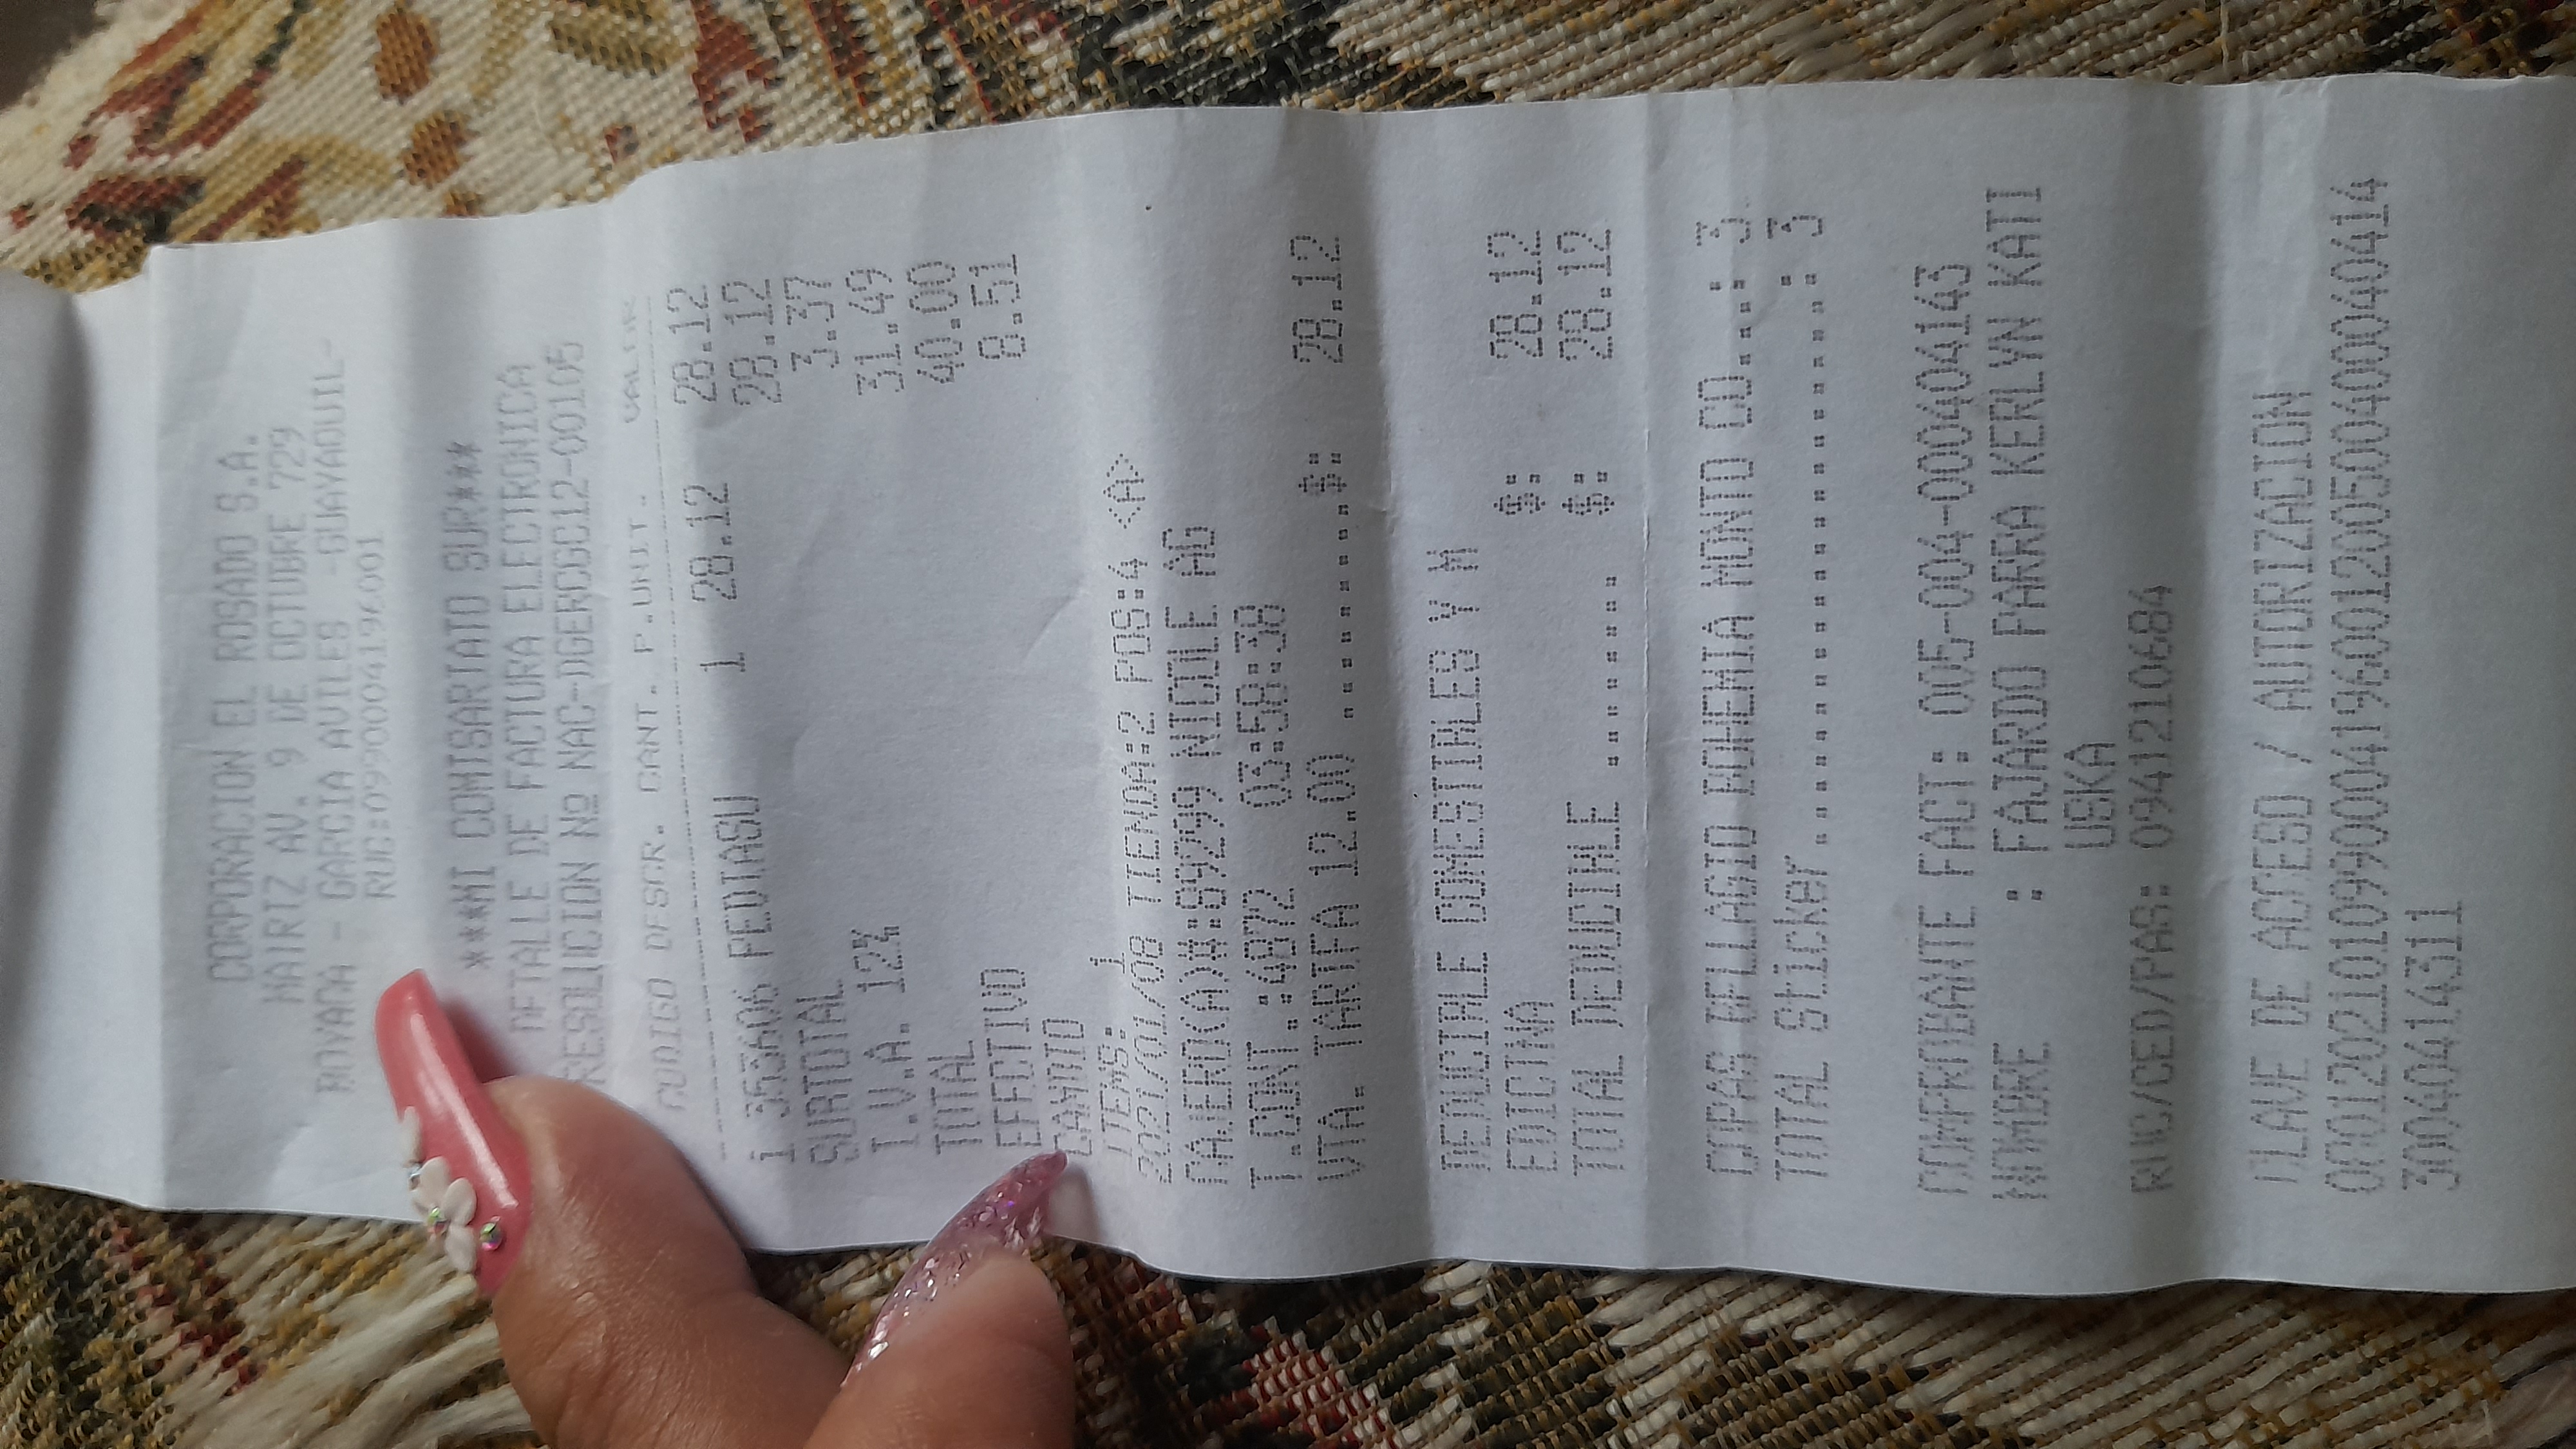 CORPORACION EL ROSADO S.A.
MATRIZ AV. 9 DE OCTUBRE 729
BOYACA - GARCIA AVILES -GUAYAQUIL-
RUC:0990004196001
***MI COMISARIATO SUR***
DETALLE DE FACTURA ELECTRONICA
RESOLUCION Nº NAC-DGERCGC12-00105
CODIGO DESCR. CANT. P.UNIT. VALOR
i 353606 PEDIASU 1 28.12 28.12
SUBTOTAL 28.12
I.V.A. 12% 3.37
TOTAL 31.49
EFECTIVO 40.00
CAMBIO 8.51
ITEMS: 1
2021/01/08 TIENDA:2 POS:4 <A>
CAJERO(A)#:89299 NICOLE AG
T.CONT.:4872 03:58:38
VTA. TARIFA 12.00 .........$: 28.12
DEDUCIBLE COMESTIBLES Y M
EDICINA $: 28.12
TOTAL DEDUCIBLE ........ $: 28.12
COPAS BELLAGIO BOHEMIA MONTO CO...: 3
TOTAL Sticker......................: 3
COMPROBANTE FACT: 005-004-000404143
NOMBRE : FAJARDO PARRA KERLYN KATI
USKA
RUC/CED/PAS: 0941210684
CLAVE DE ACCESO / AUTORIZACION
08012021010990004196001200500400040414
30040414311